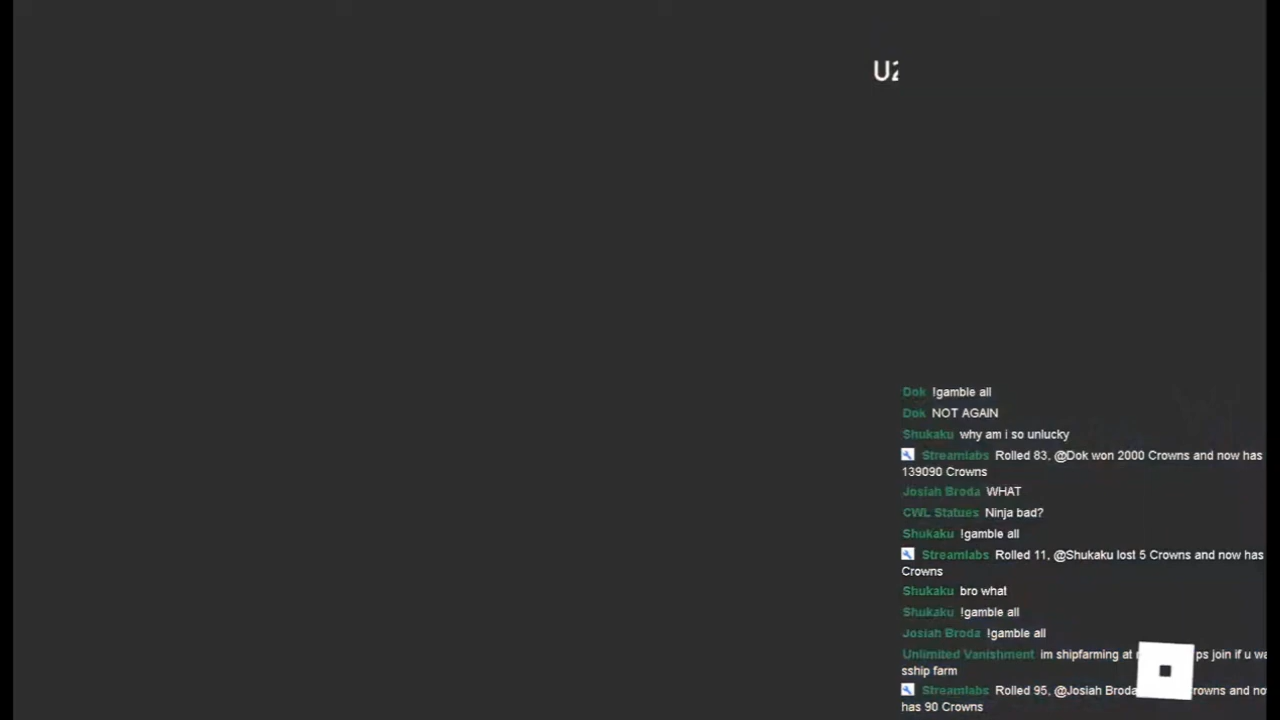 U2
Dok !gamble all
Dok NOT AGAIN
Shukaku why am i so unlucky
Streamlabs Rolled 83, @Dok won 2000 Crowns and now has
139090 Crowns
Josiah Broda WHAT
CWL Statues Ninja bad?
Shukaku !gamble all
Streamlabs Rolled 11, @Shukaku lost 5 Crowns and now has
Crowns
Shukaku bro what
Shukaku !gamble all
Josiah Broda !gamble all
Unlimited Vanishment im shipfarming at ps join if u wa
sship farm
Streamlabs Rolled 95, @Josiah Broda rowns and no
has 90 Crowns